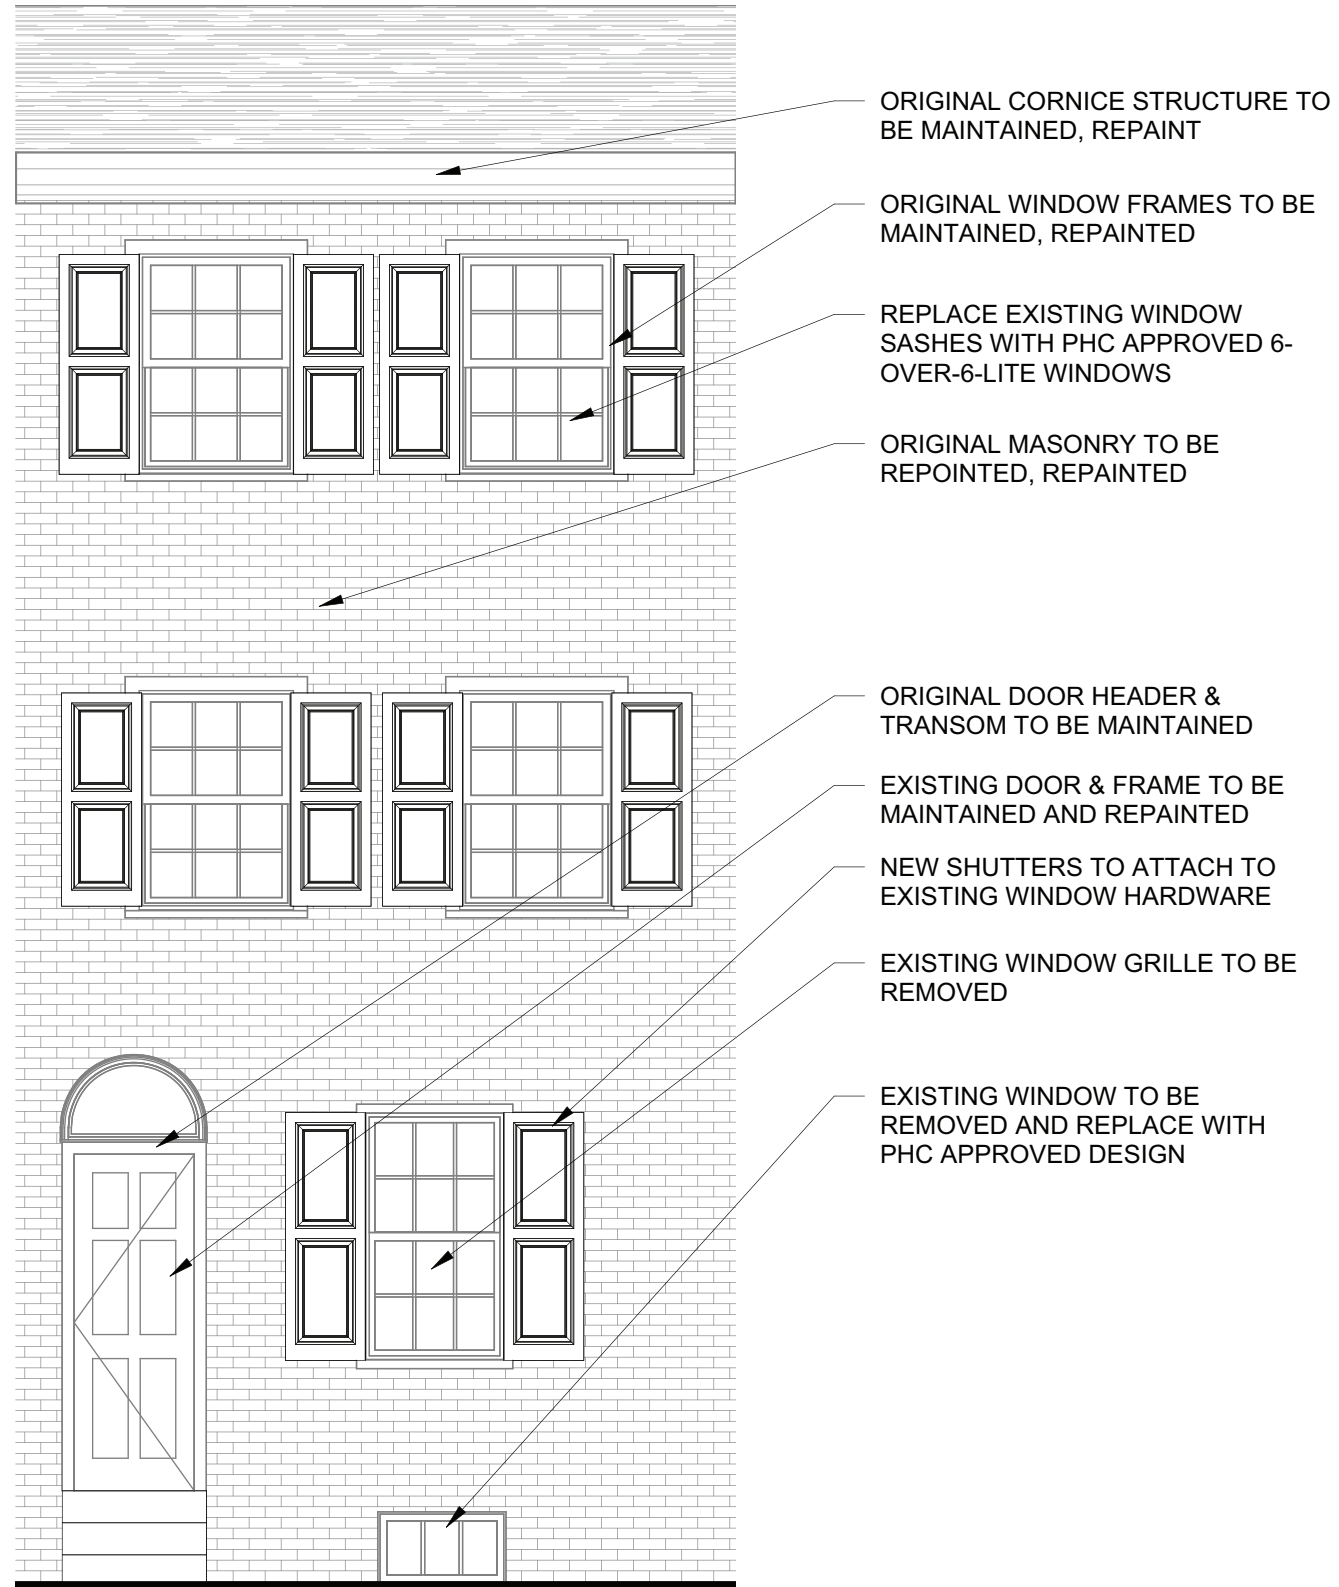 ORIGINAL CORNICE STRUCTURE TO
BE MAINTAINED, REPAINT
ORIGINAL WINDOW FRAMES TO BE
MAINTAINED, REPAINTED
REPLACE EXISTING WINDOW
SASHES WITH PHC APPROVED 6-
OVER-6-LITE WINDOWS
ORIGINAL MASONRY TO BE
REPOINTED, REPAINTED
ORIGINAL DOOR HEADER &
TRANSOM TO BE MAINTAINED
EXISTING DOOR & FRAME TO BE
MAINTAINED AND REPAINTED
NEW SHUTTERS TO ATTACH TO
EXISTING WINDOW HARDWARE
EXISTING WINDOW GRILLE TO BE
REMOVED
EXISTING WINDOW TO BE
REMOVED AND REPLACE WITH
PHC APPROVED DESIGN